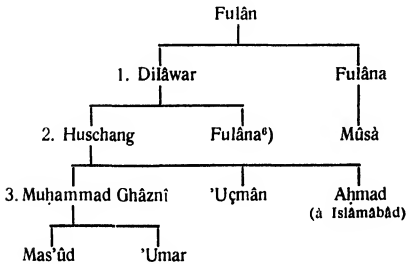 Fulân
1. Dilâwar Fulâna
2. Huschang Fulâna⁶) Mûsà
3. Muḥammad Ghâznî 'Uçmân Aḥmad
(à Islâmâbâd)
Mas'ûd 'Umar